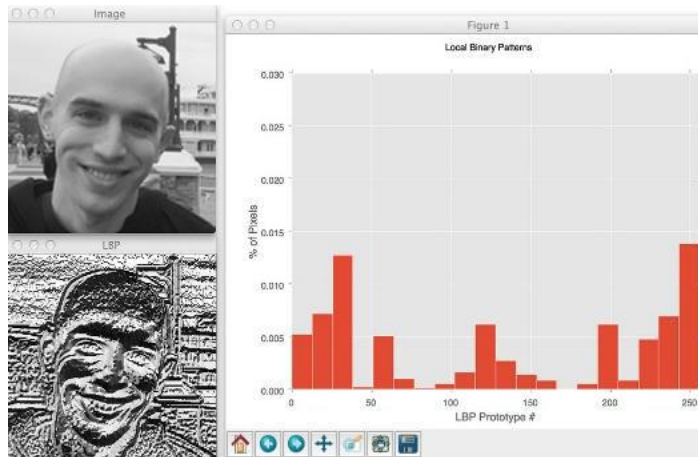 Image
LBP
Figure 1
Local Binary Patterns
0.030
0.025
0.020
0.015
0.010
0.005
0.000
% of Pixels
0 50 100 150 200 250
LBP Prototype #